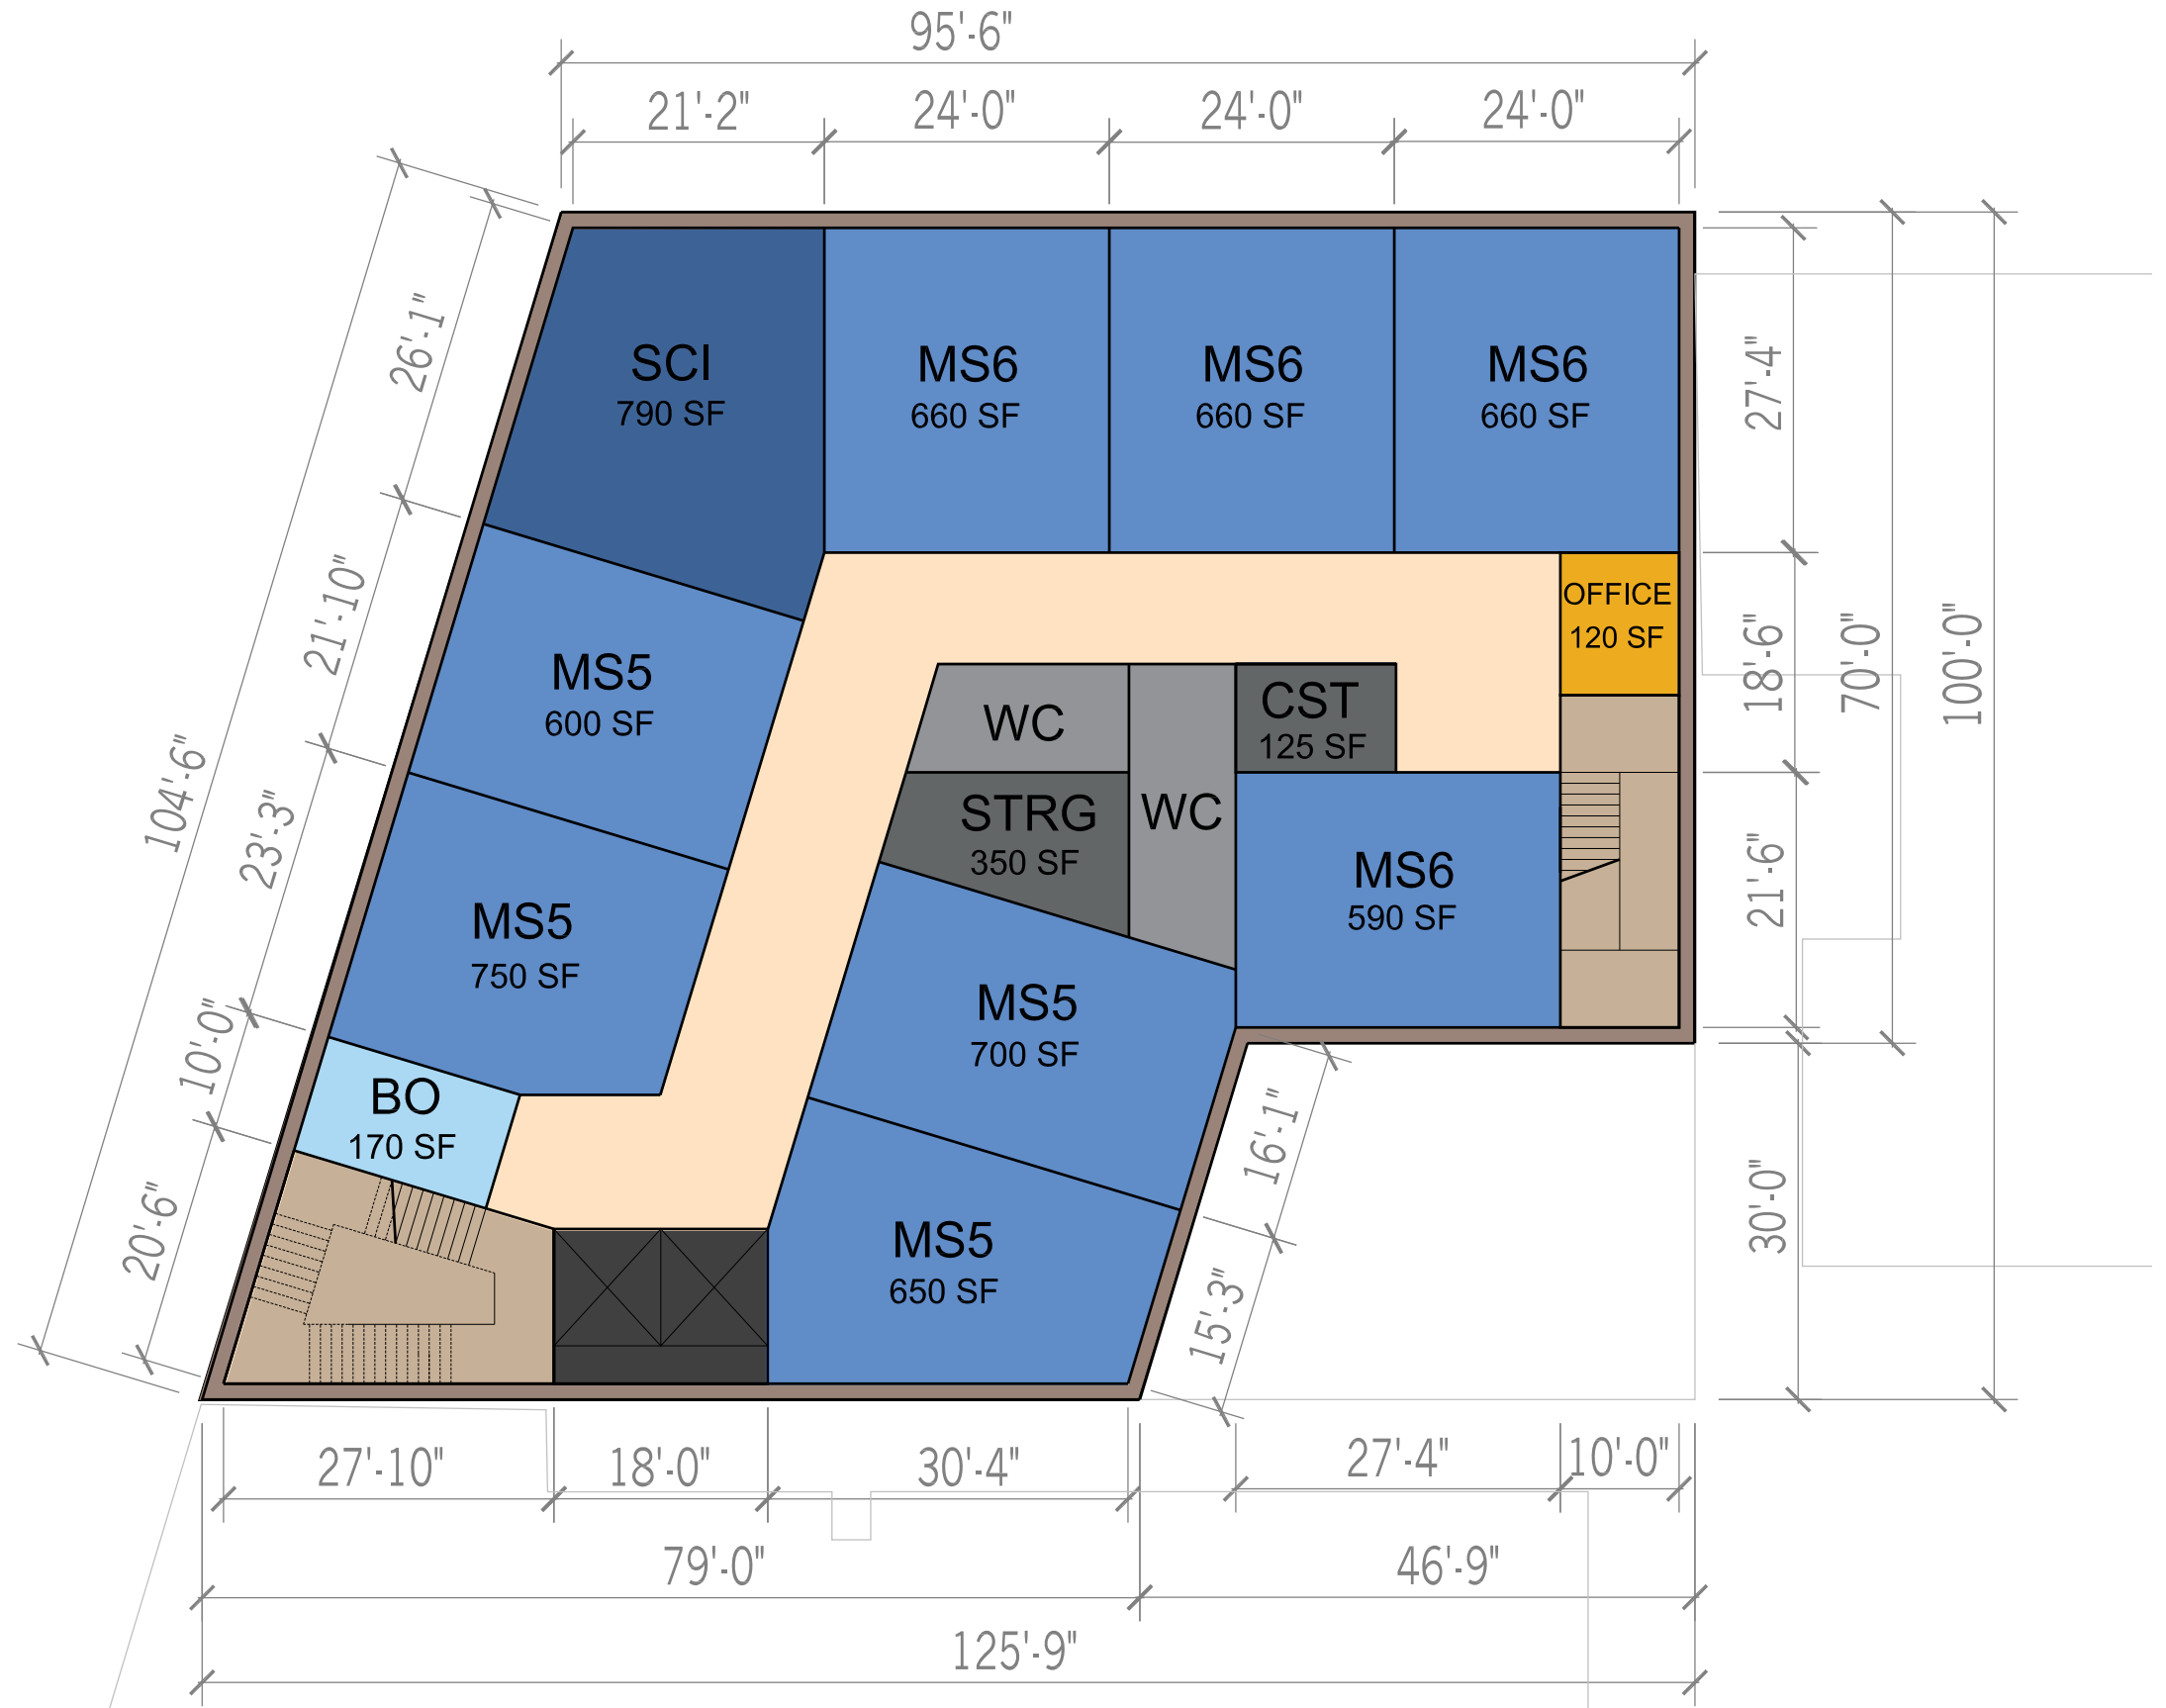 95'-6"
21'-2"
24'-0"
24'-0"
24'-0"
26'-1"
21'-10"
104'-6"
23'-3"
10'-0"
20'-6"
SCI
790 SF
MS6
660 SF
MS6
660 SF
MS6
660 SF
27'-4"
OFFICE
120 SF
18'-6"
70'-0"
100'-0"
MS5
600 SF
WC
CST
125 SF
STRG
350 SF
WC
MS6
590 SF
21'-6"
MS5
750 SF
MS5
700 SF
BO
170 SF
16'-1"
30'-0"
MS5
650 SF
15'-3"
27'-10"
18'-0"
30'-4"
27'-4"
10'-0"
79'-0"
46'-9"
125'-9"